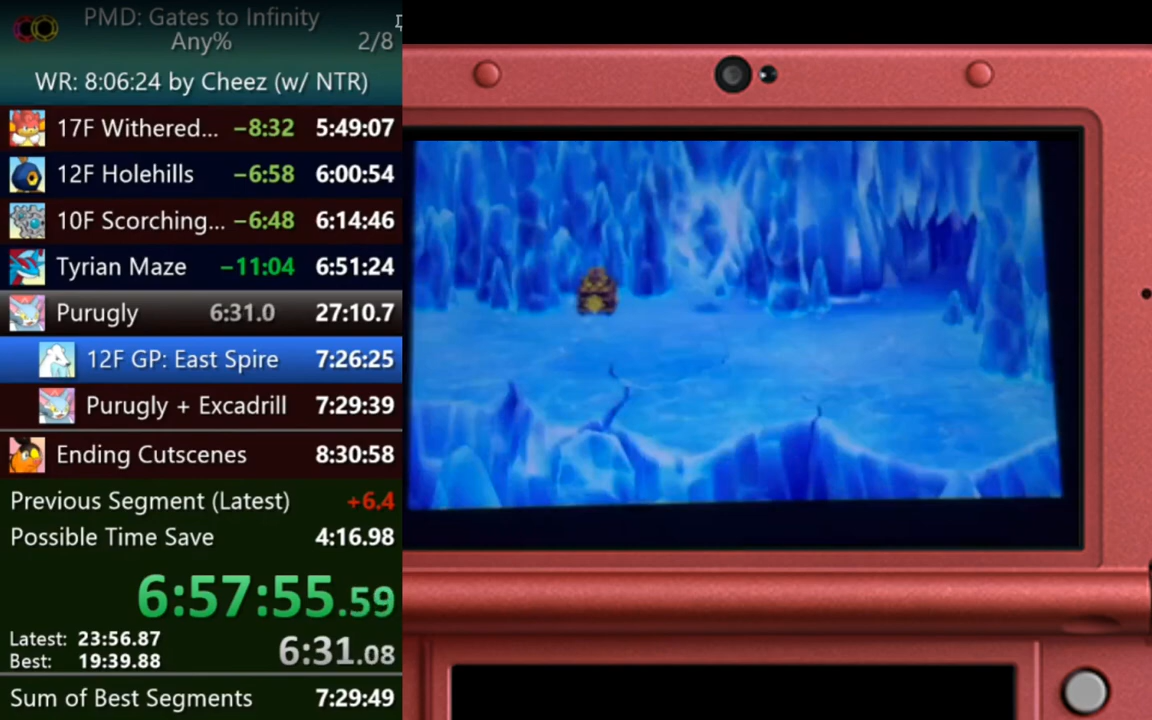 PMD: Gates to Infinity
Any% 2/8
WR: 8:06:24 by Cheez (w/ NTR)
17F Withered... −8:32 5:49:07
12F Holehills −6:58 6:00:54
10F Scorching... −6:48 6:14:46
Tyrian Maze −11:04 6:51:24
Purugly 6:31.0 27:10.7
12F GP: East Spire 7:26:25
Purugly + Excadrill 7:29:39
Ending Cutscenes 8:30:58
Previous Segment (Latest) +6.4
Possible Time Save 4:16.98
6:57:55.59
Latest: 23:56.87
Best: 19:39.88
6:31.08
Sum of Best Segments 7:29:49